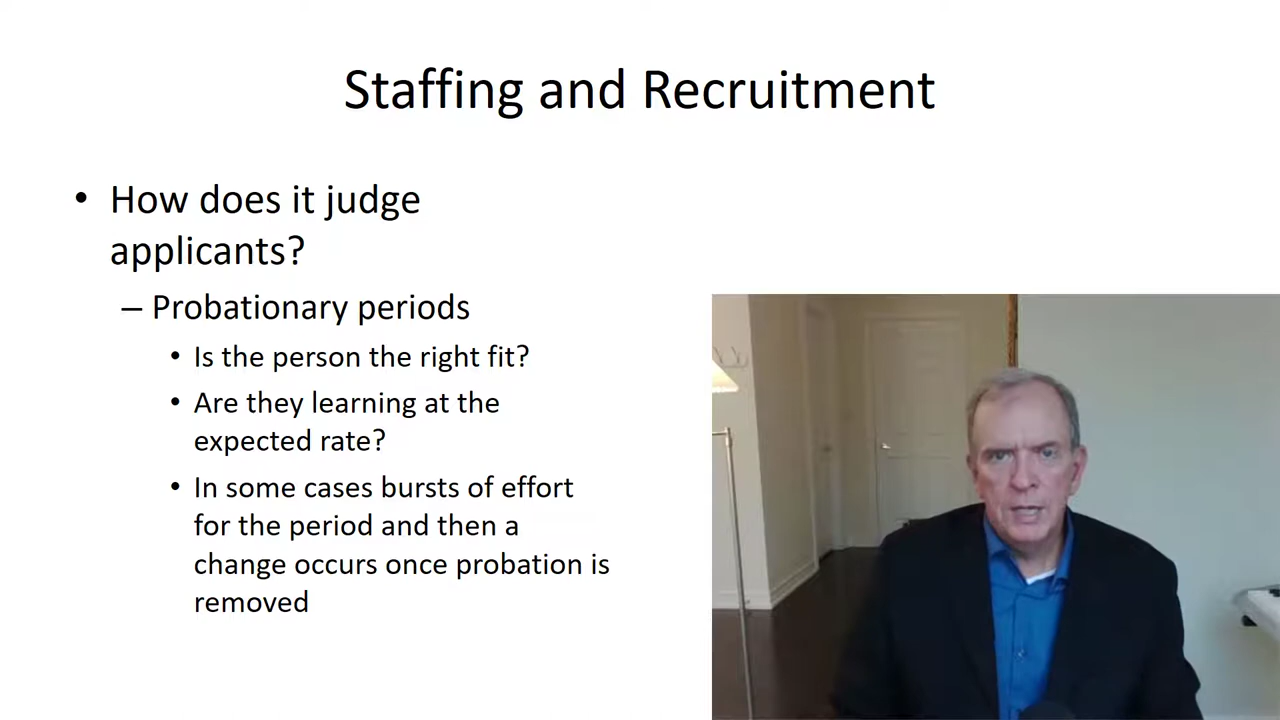 Staffing and Recruitment
• How does it judge
applicants?
– Probationary periods
• Is the person the right fit?
• Are they learning at the
expected rate?
• In some cases bursts of effort
for the period and then a
change occurs once probation is
removed